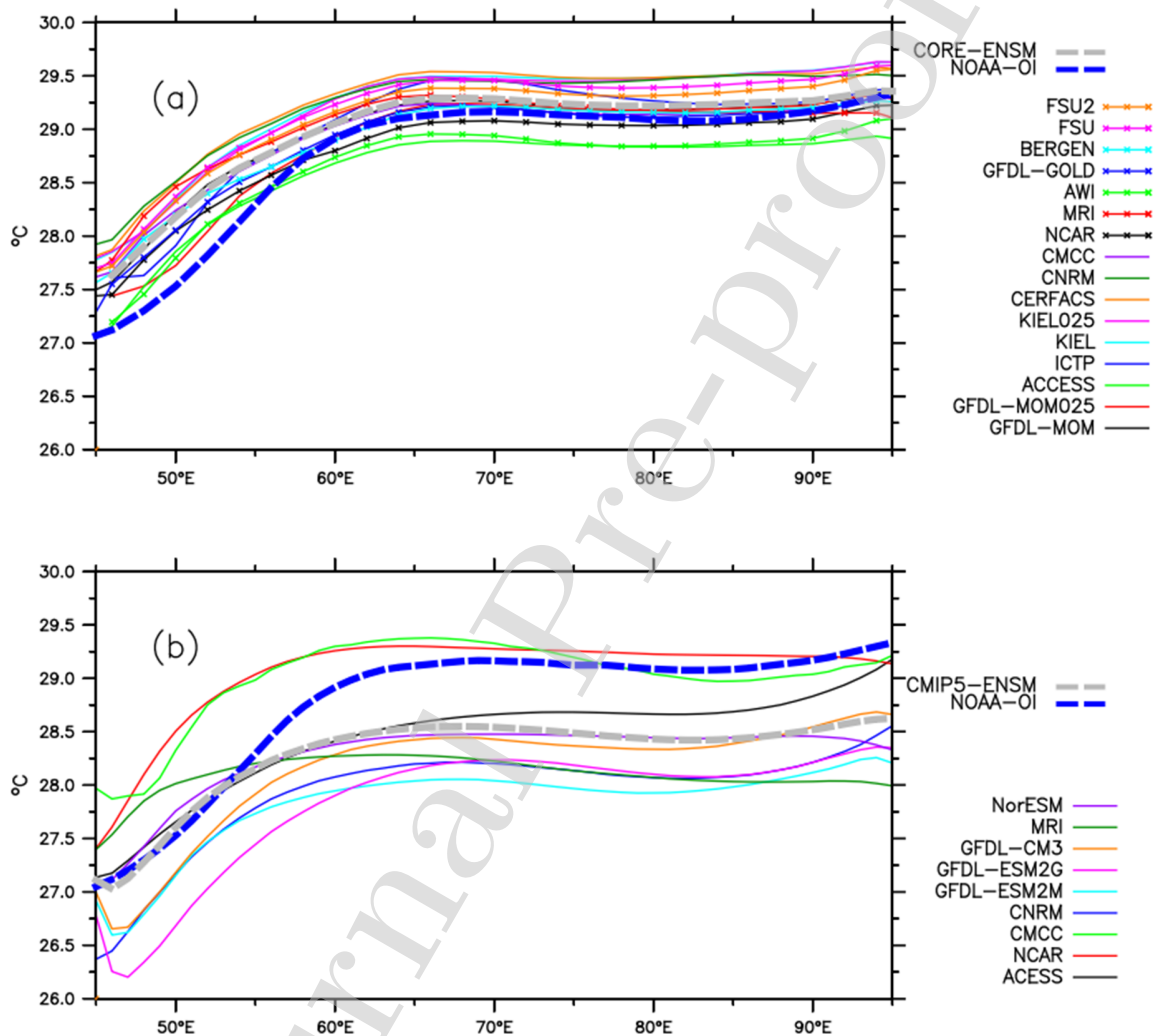 30.0
29.5
29.0
28.5
28.0
27.5
27.0
26.5
26.0
°C
(a)
50°E
60°E
70°E
80°E
90°E
CORE−ENSM
NOAA−OI
FSU2
FSU
BERGEN
GFDL−GOLD
AWI
MRI
NCAR
CMCC
CNRM
CERFACS
KIEL025
KIEL
ICTP
ACCESS
GFDL−MOM025
GFDL−MOM
30.0
29.5
29.0
28.5
28.0
27.5
27.0
26.5
26.0
°C
(b)
50°E
60°E
70°E
80°E
90°E
CMIP5−ENSM
NOAA−OI
NorESM
MRI
GFDL−CM3
GFDL−ESM2G
GFDL−ESM2M
CNRM
CMCC
NCAR
ACESS
rnal Pre-proo